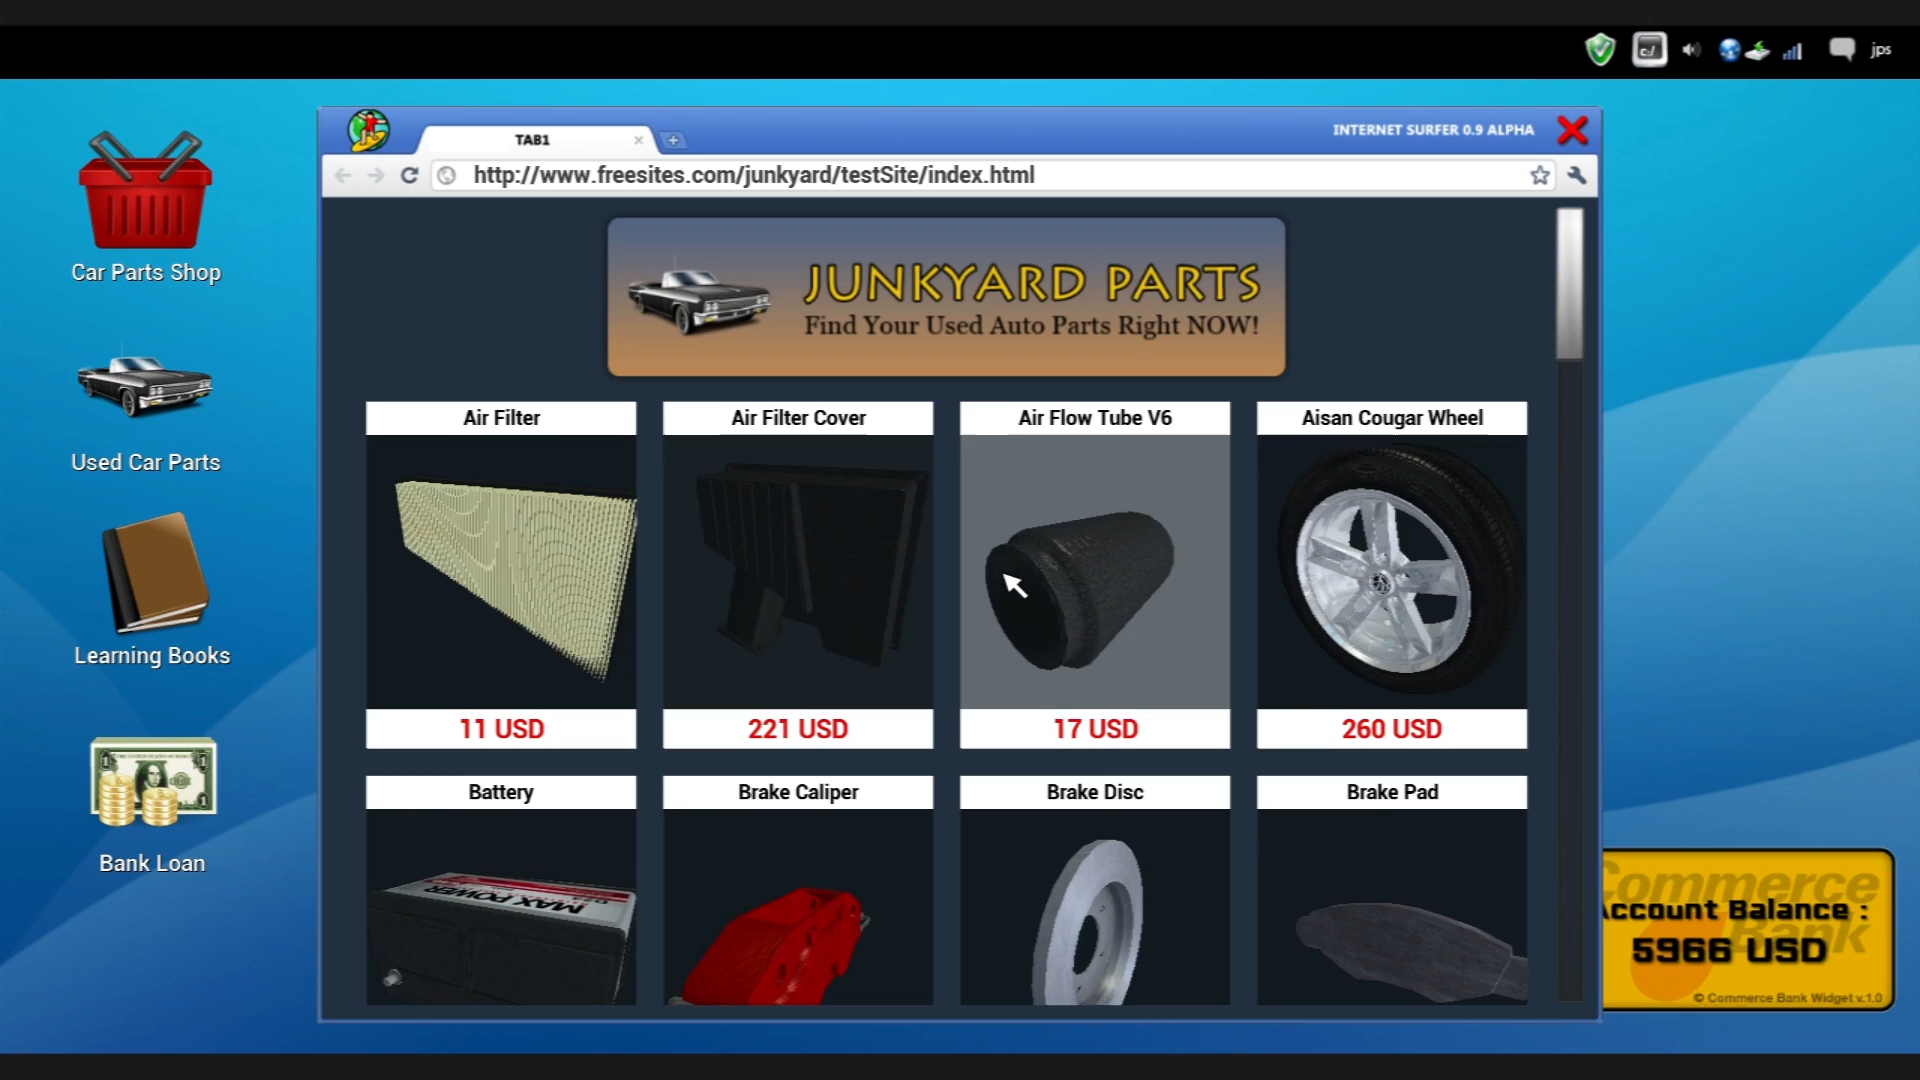 c:/
jps
TAB1
INTERNET SURFER 0.9 ALPHA
http://www.freesites.com/junkyard/testSite/index.html
JUNKYARD PARTS
Find Your Used Auto Parts Right NOW!
Car Parts Shop
Used Car Parts
Learning Books
Bank Loan
Air Filter
Air Filter Cover
Air Flow Tube V6
Aisan Cougar Wheel
11 USD
221 USD
17 USD
260 USD
Battery
Brake Caliper
Brake Disc
Brake Pad
MAX POWER
Commerce
Bank
Account Balance :
5966 USD
© Commerce Bank Widget v.1.0